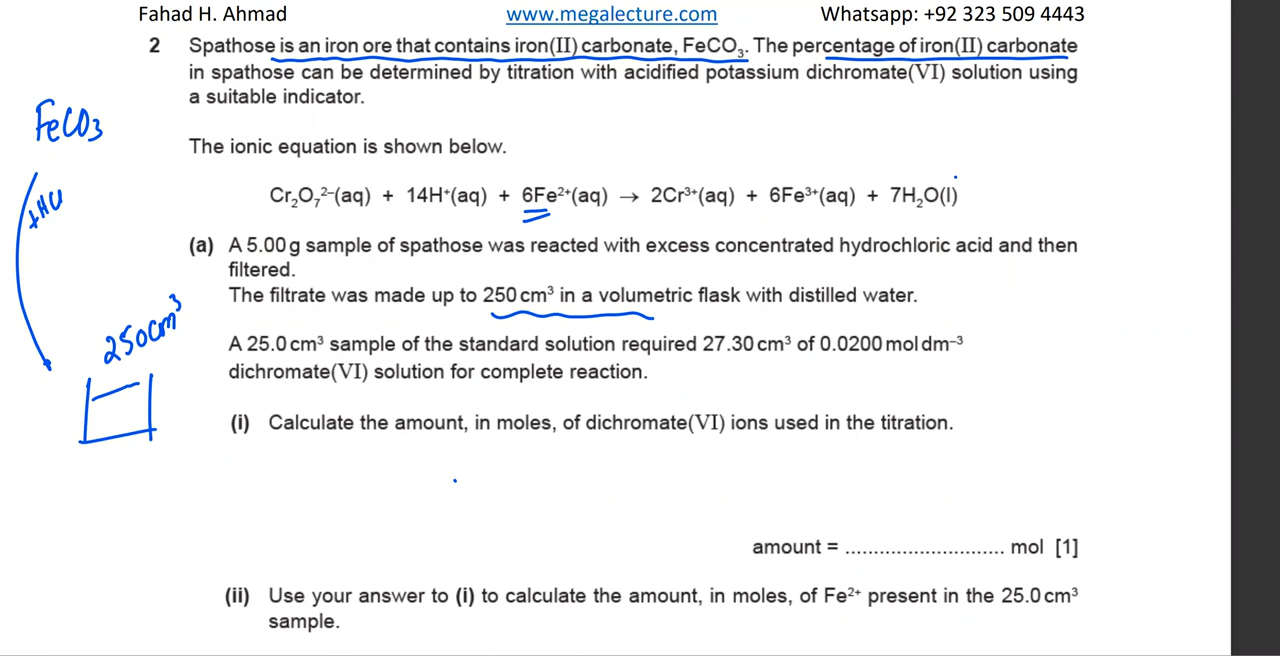 Fahad H. Ahmad www.megalecture.com Whatsapp: +92 323 509 4443
2 Spathose is an iron ore that contains iron(II) carbonate, FeCO₃. The percentage of iron(II) carbonate
in spathose can be determined by titration with acidified potassium dichromate(VI) solution using
a suitable indicator.
FeCO₃
The ionic equation is shown below.
Cr₂O₇²⁻(aq) + 14H⁺(aq) + 6Fe²⁺(aq) → 2Cr³⁺(aq) + 6Fe³⁺(aq) + 7H₂O(l)
+HCl
(a) A 5.00 g sample of spathose was reacted with excess concentrated hydrochloric acid and then
filtered.
The filtrate was made up to 250 cm³ in a volumetric flask with distilled water.
250cm³
A 25.0 cm³ sample of the standard solution required 27.30 cm³ of 0.0200 mol dm⁻³
dichromate(VI) solution for complete reaction.
(i) Calculate the amount, in moles, of dichromate(VI) ions used in the titration.
amount = ............................ mol [1]
(ii) Use your answer to (i) to calculate the amount, in moles, of Fe²⁺ present in the 25.0 cm³
sample.